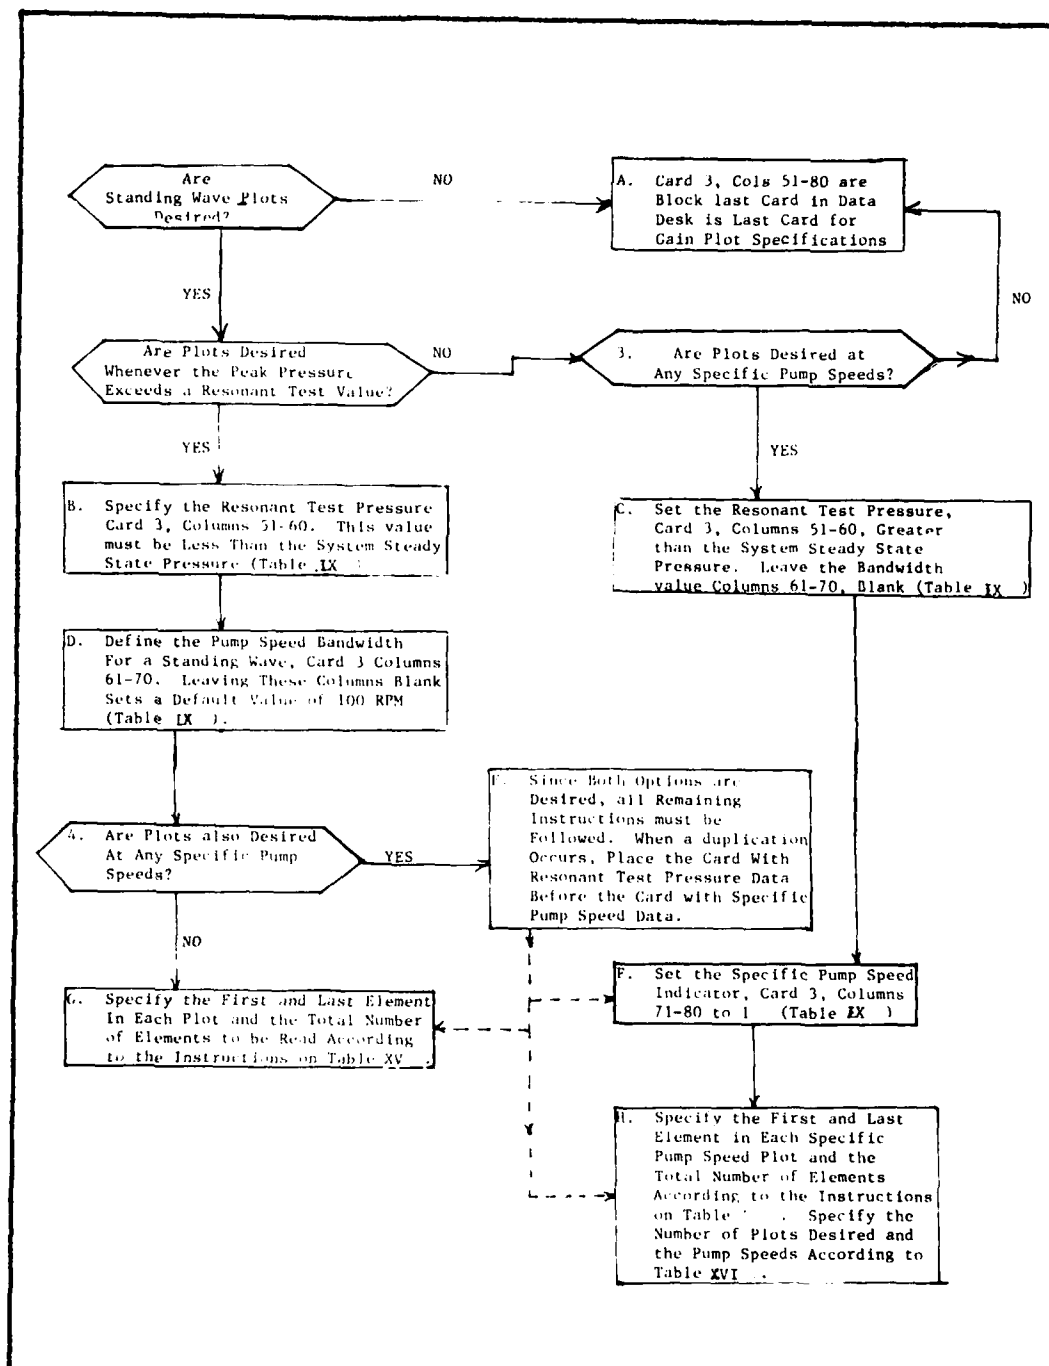 Are
Standing Wave Plots
Desired?
NO
A. Card 3, Cols 51-80 are
Block last Card in Data
Desk is Last Card for
Gain Plot Specifications
YES
NO
Are Plots Desired
Whenever the Peak Pressure
Exceeds a Resonant Test Value?
NO
3. Are Plots Desired at
Any Specific Pump Speeds?
YES
YES
B. Specify the Resonant Test Pressure
Card 3, Columns 51-60. This value
must be Less Than the System Steady
State Pressure (Table IX )
C. Set the Resonant Test Pressure,
Card 3, Columns 51-60, Greater
than the System Steady State
Pressure. Leave the Bandwidth
value Columns 61-70, Blank (Table IX )
D. Define the Pump Speed Bandwidth
For a Standing Wave, Card 3 Columns
61-70. Leaving These Columns Blank
Sets a Default Value of 100 RPM
(Table IX ).
4. Are Plots also Desired
At Any Specific Pump
Speeds?
YES
Since Both Options are
Desired, all Remaining
Instructions must be
Followed. When a duplication
Occurs, Place the Card With
Resonant Test Pressure Data
Before the Card with Specific
Pump Speed Data.
NO
G. Specify the First and Last Element
In Each Plot and the Total Number
of Elements to be Read According
to the Instructions on Table XV .
F. Set the Specific Pump Speed
Indicator, Card 3, Columns
71-80 to 1 (Table IX )
H. Specify the First and Last
Element in Each Specific
Pump Speed Plot and the
Total Number of Elements
According to the Instructions
on Table . Specify the
Number of Plots Desired and
the Pump Speeds According to
Table XVI .